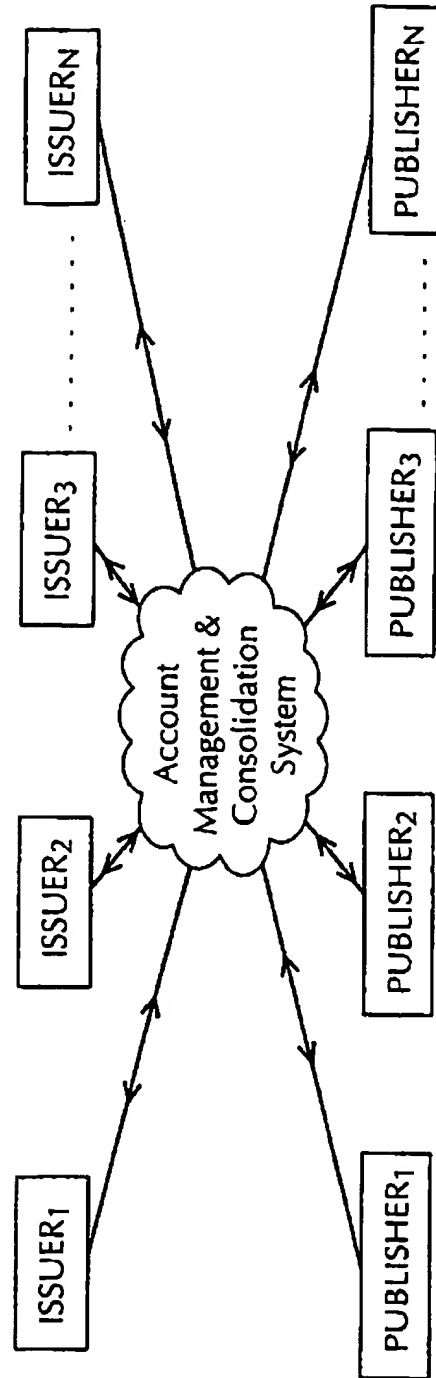 ISSUER₁
ISSUER₂
ISSUER₃
ISSUERN
Account
Management &
Consolidation
System
PUBLISHER₁
PUBLISHER₂
PUBLISHER₃
PUBLISHERN